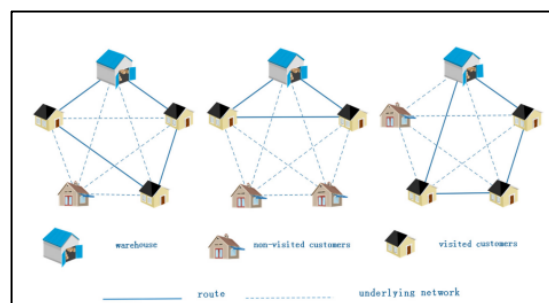 warehouse
non-visited customers
visited customers
route
underlying network